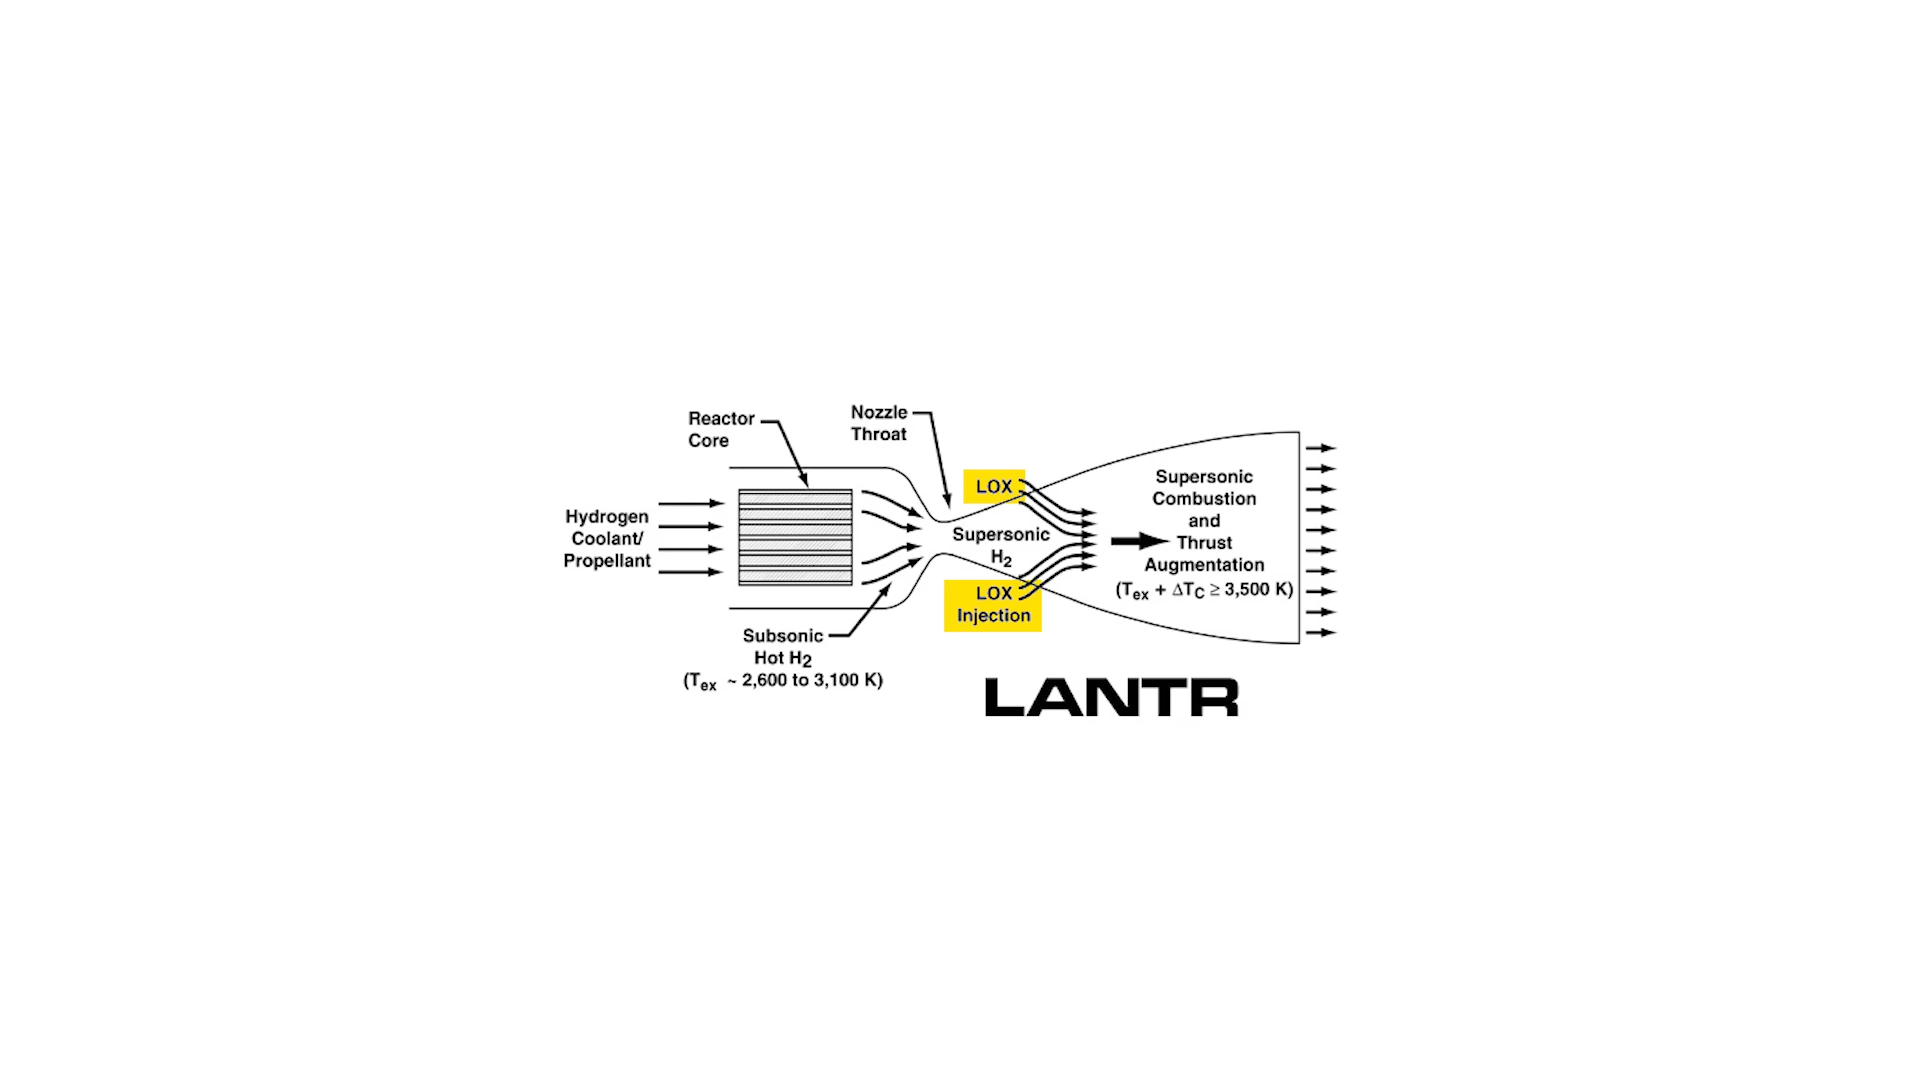 Reactor
Core
Nozzle
Throat
Hydrogen
Coolant/
Propellant
LOX
Supersonic
H2
LOX
Injection
Supersonic
Combustion
and
Thrust
Augmentation
(Tex + ΔTC ≥ 3,500 K)
Subsonic
Hot H2
(Tex ~ 2,600 to 3,100 K)
LANTR